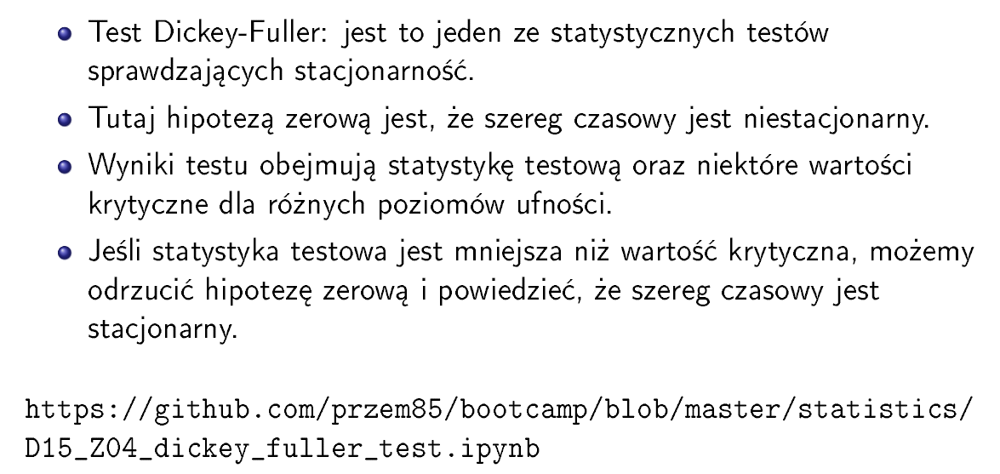 Test Dickey-Fuller: jest to jeden ze statystycznych testów
sprawdzających stacjonarność.
Tutaj hipotezą zerową jest, że szereg czasowy jest niestacjonarny.
Wyniki testu obejmują statystykę testową oraz niektóre wartości
krytyczne dla różnych poziomów ufności.
Jeśli statystyka testowa jest mniejsza niż wartość krytyczna, możemy
odrzucić hipotezę zerową i powiedzieć, że szereg czasowy jest
stacjonarny.
https://github.com/przem85/bootcamp/blob/master/statistics/
D15_Z04_dickey_fuller_test.ipynb